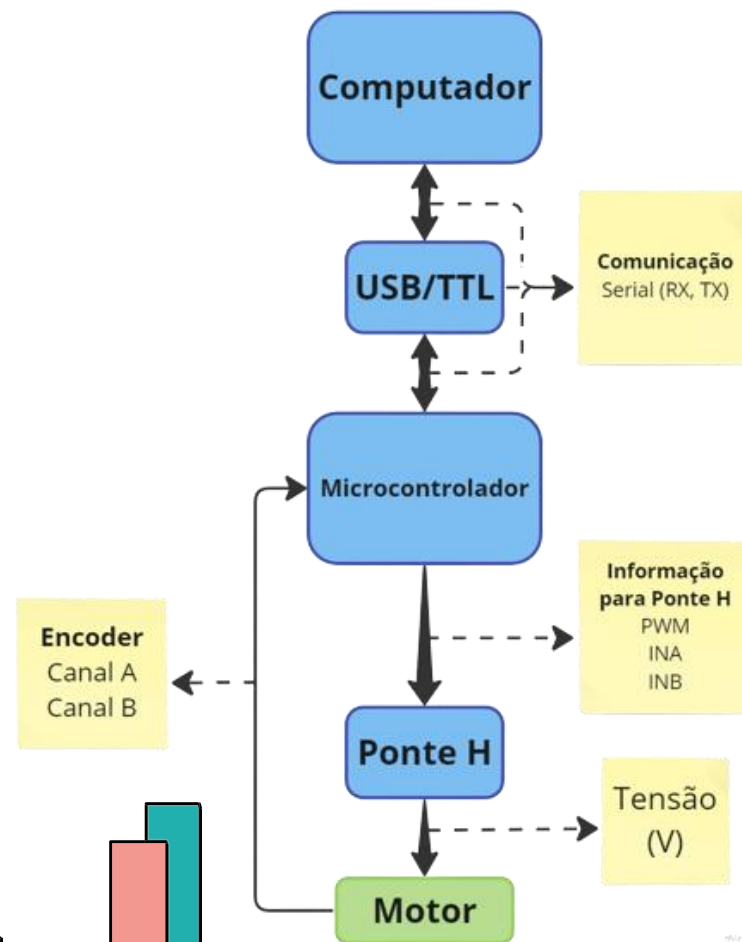 Computador
USB/TTL
Comunicação
Serial (RX, TX)
Microcontrolador
Informação
para Ponte H
PWM
INA
INB
Encoder
Canal A
Canal B
Ponte H
Tensão
(V)
Motor